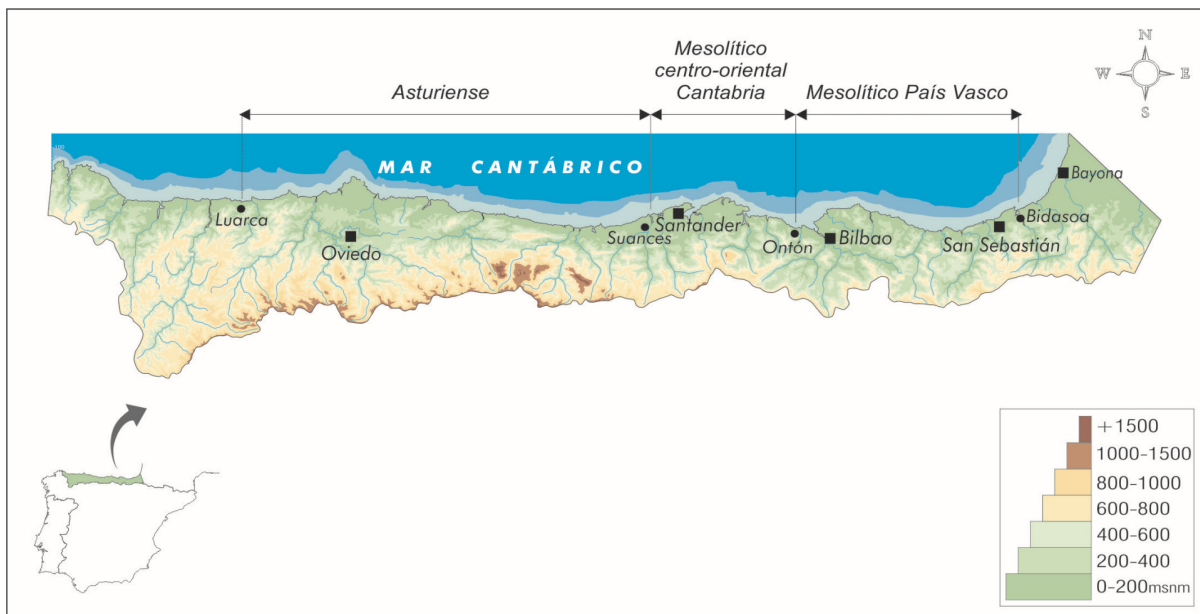 Mesolítico
centro-oriental
Cantabria
Asturiense
Mesolítico País Vasco
N
W E
S
100
MAR CANTÁBRICO
Bayona
Luarca
Oviedo
Suances
Santander
Ontón
Bilbao
San Sebastián
Bidasoa
+1500
1000-1500
800-1000
600-800
400-600
200-400
0-200msnm